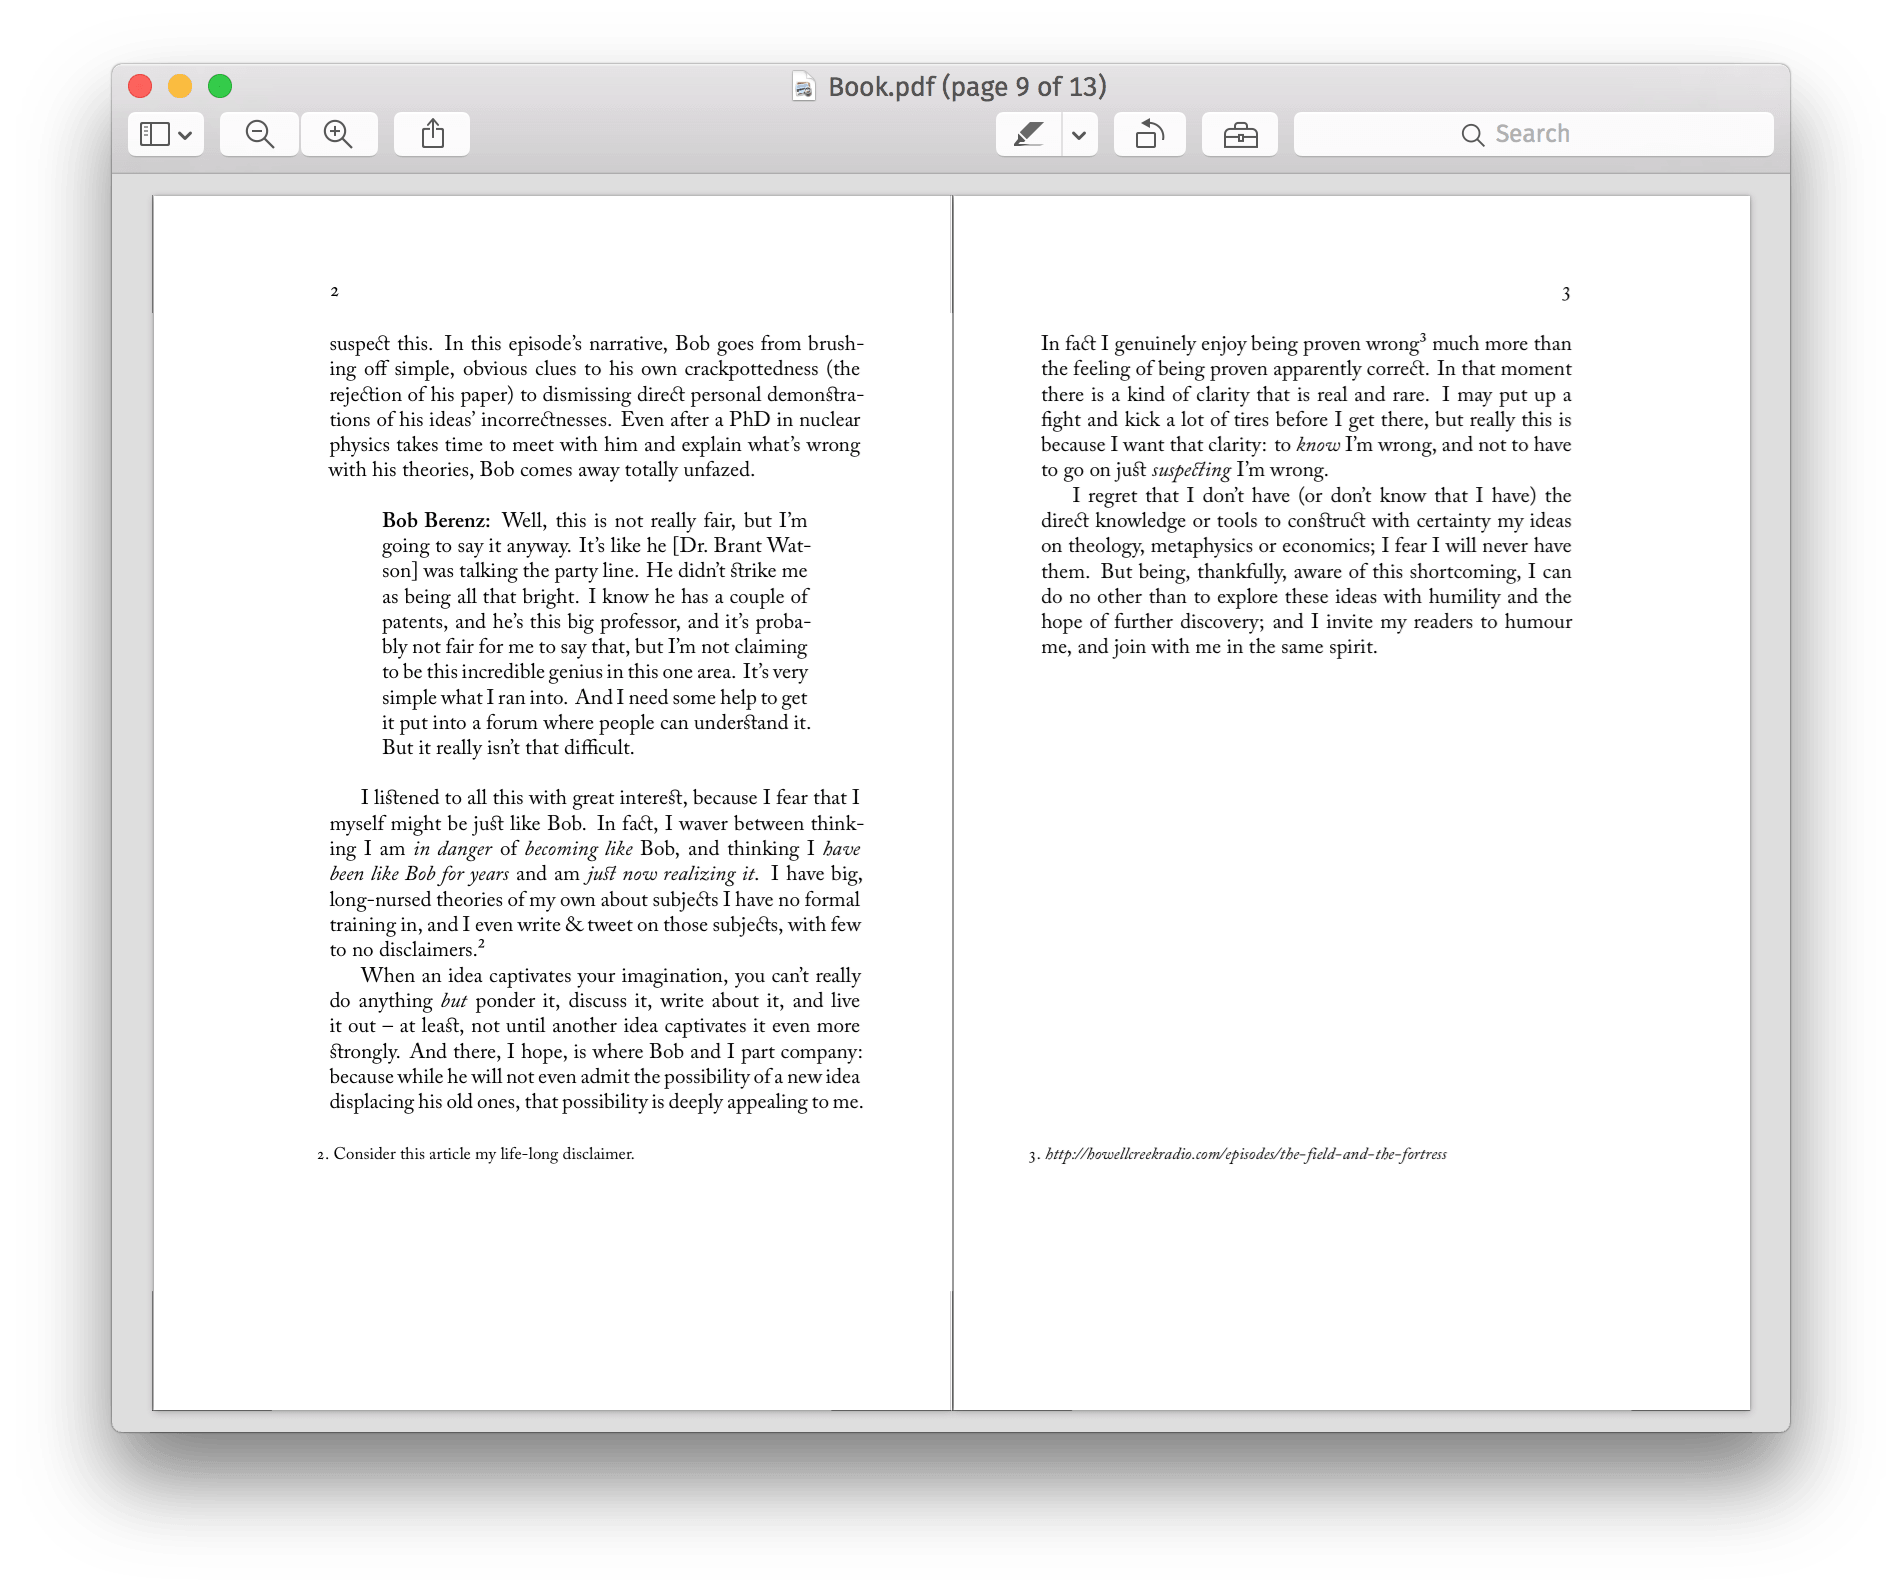 Book.pdf (page 9 of 13)
Search
2
suspect this. In this episode’s narrative, Bob goes from brush-
ing off simple, obvious clues to his own crackpottedness (the
rejection of his paper) to dismissing direct personal demonstra-
tions of his ideas’ incorrectnesses. Even after a PhD in nuclear
physics takes time to meet with him and explain what’s wrong
with his theories, Bob comes away totally unfazed.
Bob Berenz: Well, this is not really fair, but I’m
going to say it anyway. It’s like he [Dr. Brant Wat-
son] was talking the party line. He didn’t strike me
as being all that bright. I know he has a couple of
patents, and he’s this big professor, and it’s proba-
bly not fair for me to say that, but I’m not claiming
to be this incredible genius in this one area. It’s very
simple what I ran into. And I need some help to get
it put into a forum where people can understand it.
But it really isn’t that difficult.
I listened to all this with great interest, because I fear that I
myself might be just like Bob. In fact, I waver between think-
ing I am in danger of becoming like Bob, and thinking I have
been like Bob for years and am just now realizing it. I have big,
long-nursed theories of my own about subjects I have no formal
training in, and I even write & tweet on those subjects, with few
to no disclaimers.²
When an idea captivates your imagination, you can’t really
do anything but ponder it, discuss it, write about it, and live
it out – at least, not until another idea captivates it even more
strongly. And there, I hope, is where Bob and I part company:
because while he will not even admit the possibility of a new idea
displacing his old ones, that possibility is deeply appealing to me.
2. Consider this article my life-long disclaimer.
3
In fact I genuinely enjoy being proven wrong³ much more than
the feeling of being proven apparently correct. In that moment
there is a kind of clarity that is real and rare. I may put up a
fight and kick a lot of tires before I get there, but really this is
because I want that clarity: to know I’m wrong, and not to have
to go on just suspecting I’m wrong.
I regret that I don’t have (or don’t know that I have) the
direct knowledge or tools to construct with certainty my ideas
on theology, metaphysics or economics; I fear I will never have
them. But being, thankfully, aware of this shortcoming, I can
do no other than to explore these ideas with humility and the
hope of further discovery; and I invite my readers to humour
me, and join with me in the same spirit.
3. http://howellcreekradio.com/episodes/the-field-and-the-fortress